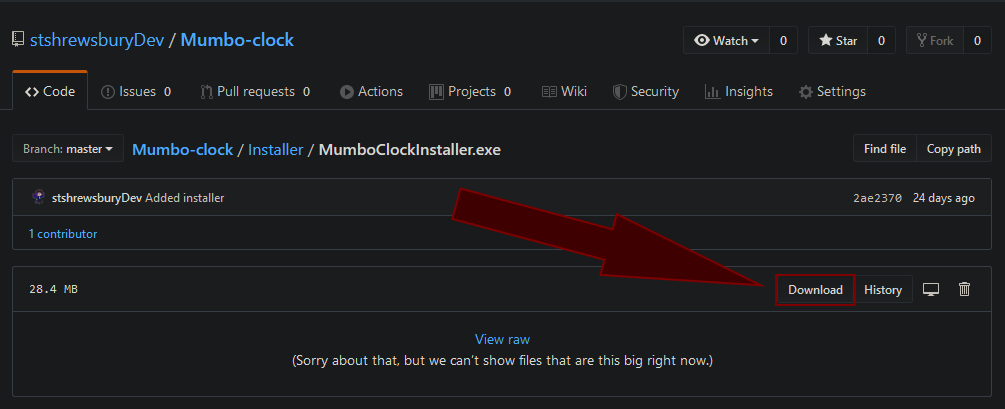 stshrewsburyDev / Mumbo-clock
Watch 0 Star 0 Fork 0
Code Issues 0 Pull requests 0 Actions Projects 0 Wiki Security Insights Settings
Branch: master Mumbo-clock / Installer / MumboClockInstaller.exe Find file Copy path
stshrewsburyDev Added installer 2ae2370 24 days ago
1 contributor
28.4 MB Download History
View raw
(Sorry about that, but we can't show files that are this big right now.)